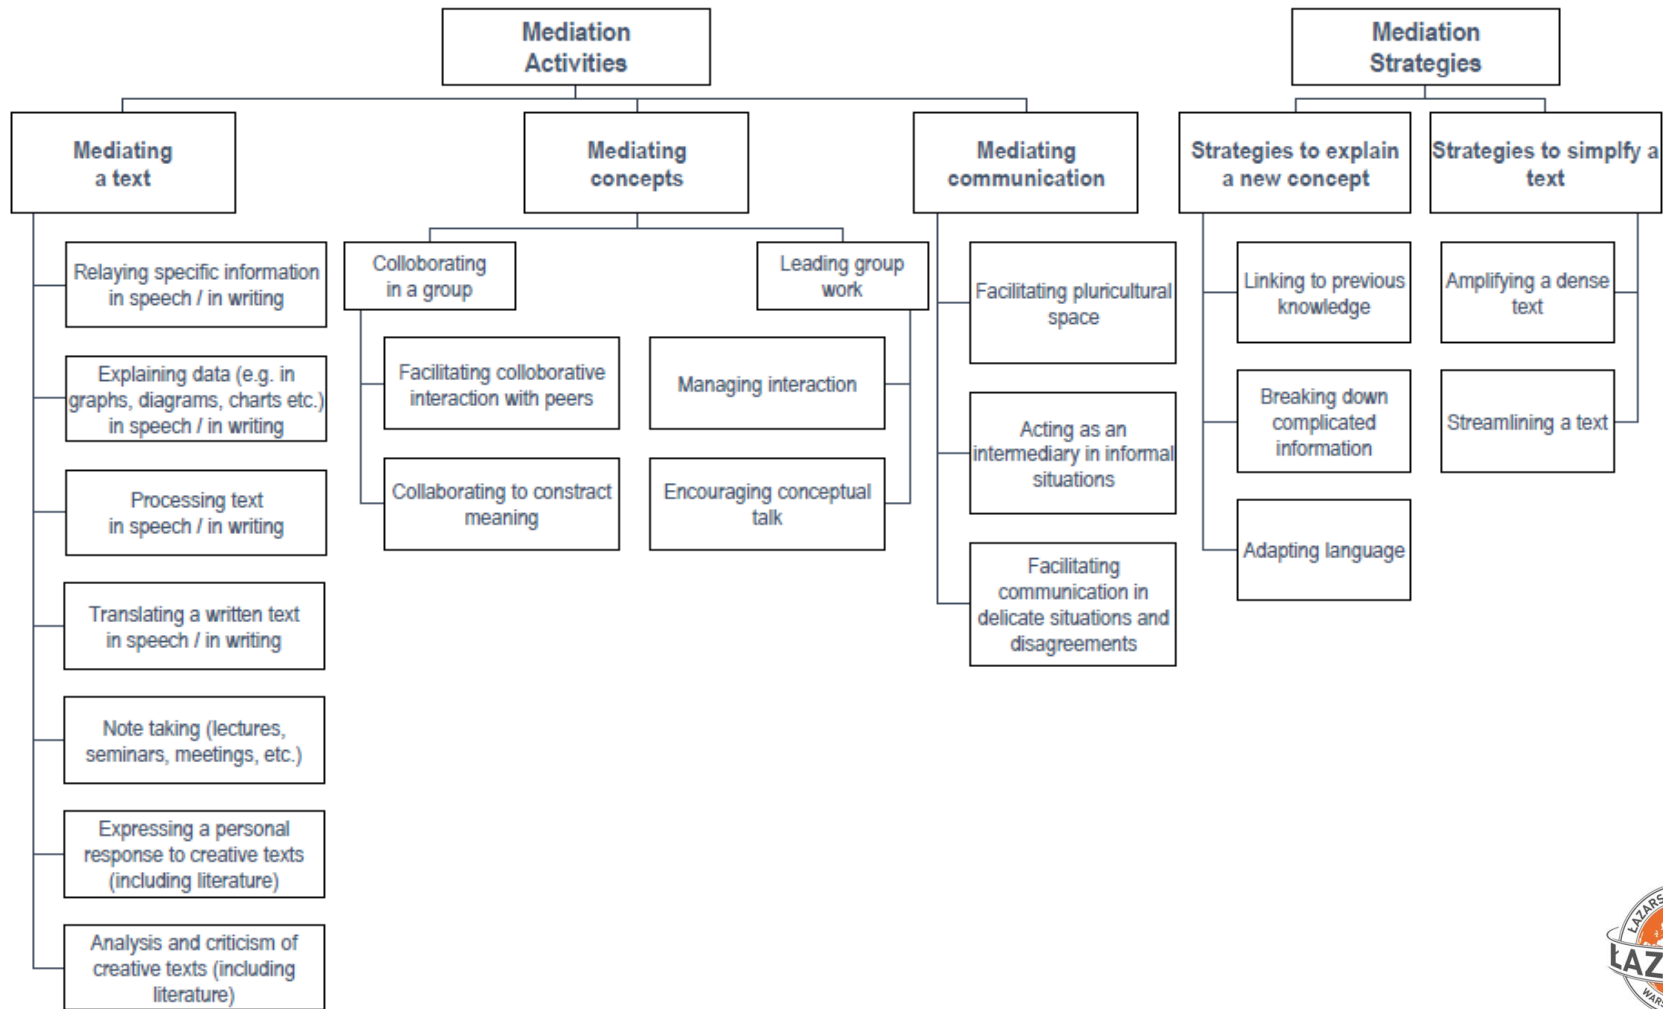 Mediation
Activities
Mediation
Strategies
Mediating
a text
Mediating
concepts
Mediating
communication
Strategies to explain
a new concept
Strategies to simplfy a
text
Relaying specific information
in speech / in writing
Explaining data (e.g. in
graphs, diagrams, charts etc.)
in speech / in writing
Processing text
in speech / in writing
Translating a written text
in speech / in writing
Note taking (lectures,
seminars, meetings, etc.)
Expressing a personal
response to creative texts
(including literature)
Analysis and criticism of
creative texts (including
literature)
Colloborating
in a group
Facilitating colloborative
interaction with peers
Collaborating to constract
meaning
Leading group
work
Managing interaction
Encouraging conceptual
talk
Facilitating pluricultural
space
Acting as an
intermediary in informal
situations
Facilitating
communication in
delicate situations and
disagreements
Linking to previous
knowledge
Breaking down
complicated
information
Adapting language
Amplifying a dense
text
Streamlining a text